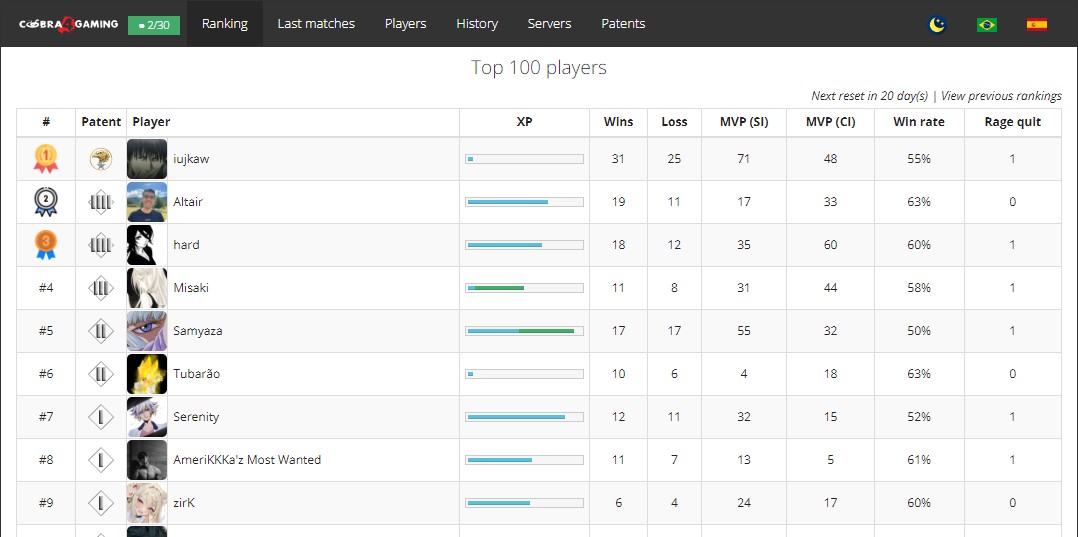 COBRA4GAMING 2/30 Ranking Last matches Players History Servers Patents
Top 100 players
Next reset in 20 day(s) | View previous rankings
# Patent Player XP Wins Loss MVP (SI) MVP (CI) Win rate Rage quit
1 iujkaw 31 25 71 48 55% 1
2 Altair 19 11 17 33 63% 0
3 hard 18 12 35 60 60% 1
#4 Misaki 11 8 31 44 58% 1
#5 Samyaza 17 17 55 32 50% 1
#6 Tubarão 10 6 4 18 63% 0
#7 Serenity 12 11 32 15 52% 1
#8 AmeriKKKa'z Most Wanted 11 7 13 5 61% 1
#9 zirK 6 4 24 17 60% 0